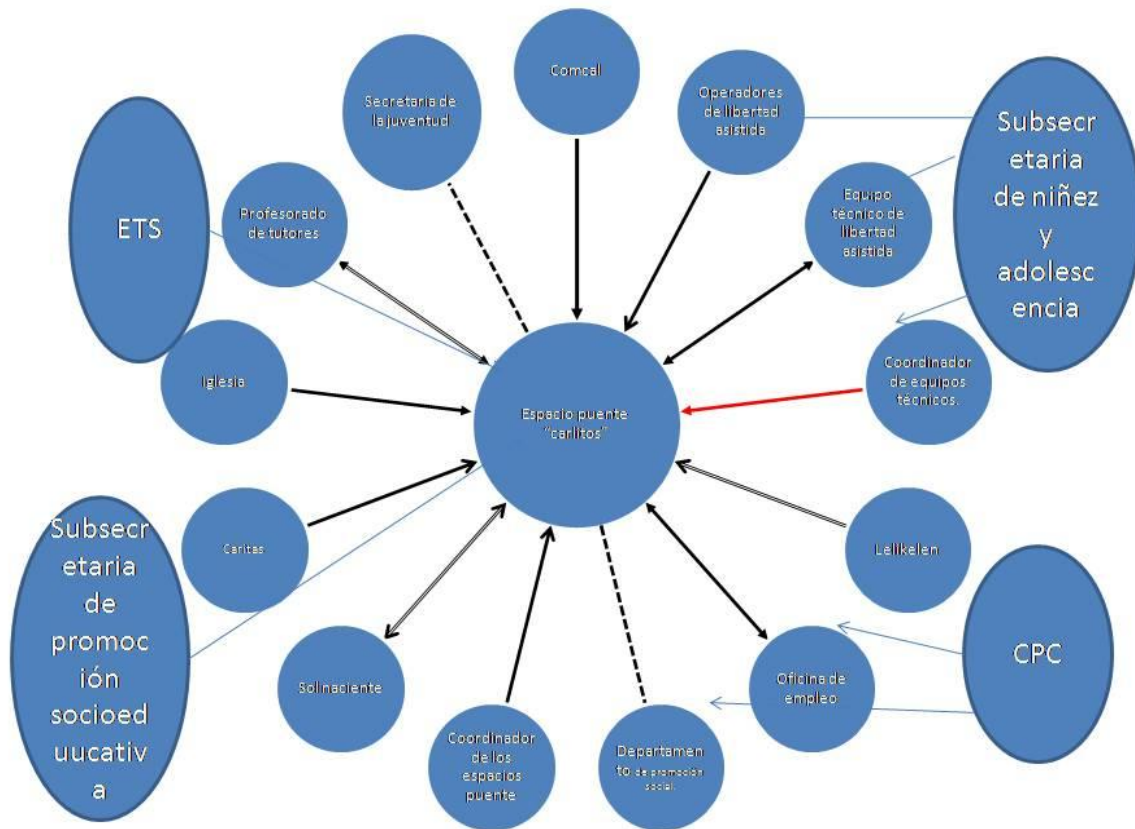 Comcal
Secretaria de
la juventud
Operadores
de libertad
asistida
Subsecr
etaria
de niñez
y
adolesc
encia
ETS
Profesorado
de tutores
Equipo
técnico de
libertad
asistida
Iglesia
Coordinador
de equipos
técnicos.
Espacio puente
"carlitos"
Subsecr
etaria
de
promoc
ión
socioed
uucativ
a
Caritas
Lelikelen
Solnaciente
Coordinador
de los
espacios
puente
Departamen
to de promoción
social.
Oficina de
empleo
CPC